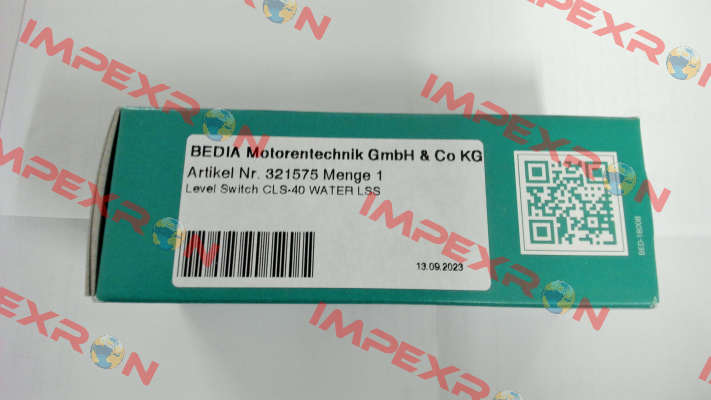 BEDIA Motorentechnik GmbH & Co KG
Artikel Nr. 321575 Menge 1
Level Switch CLS-40 WATER LSS
13.09.2023
BED-18008
IMPEXRON
IMPEXRON
IMPEXRON
IMPEXRON
IMPEXRON
IMPEXRON